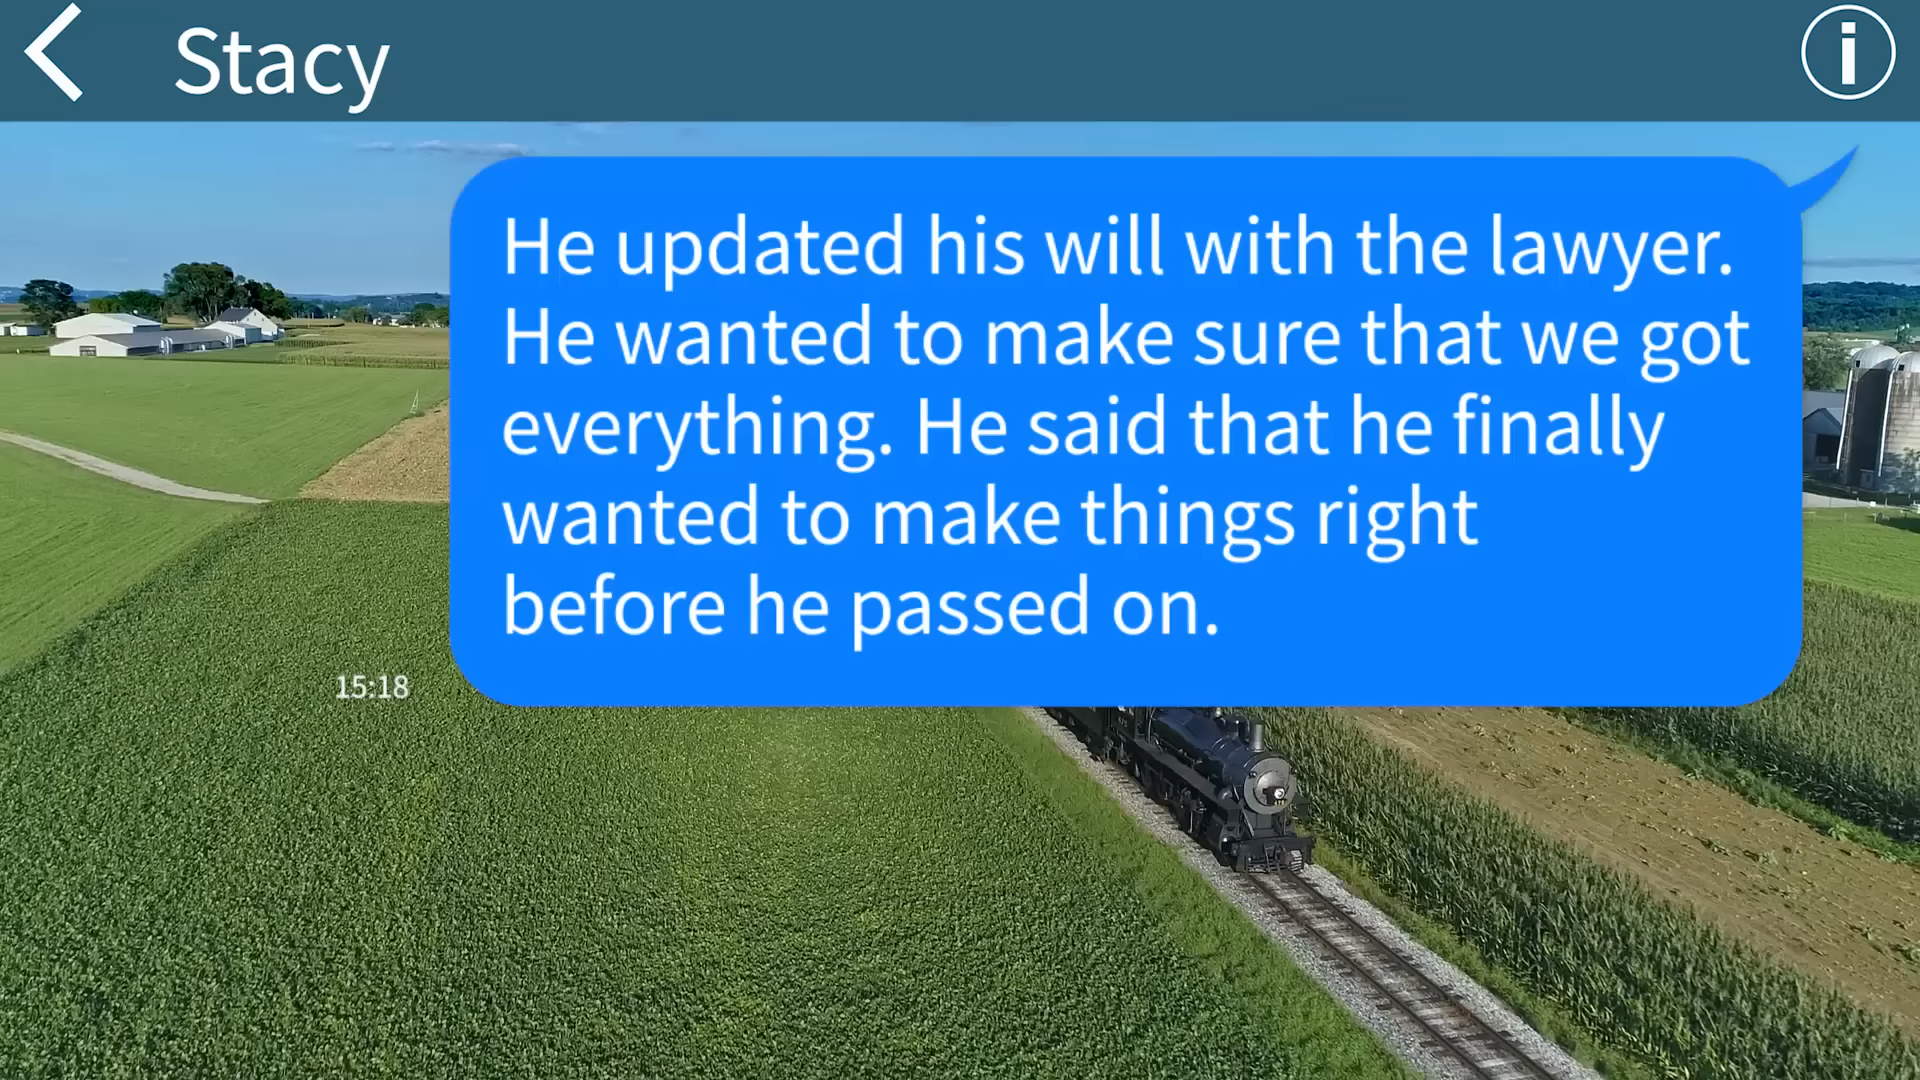 Stacy
He updated his will with the lawyer.
He wanted to make sure that we got
everything. He said that he finally
wanted to make things right
before he passed on.
15:18